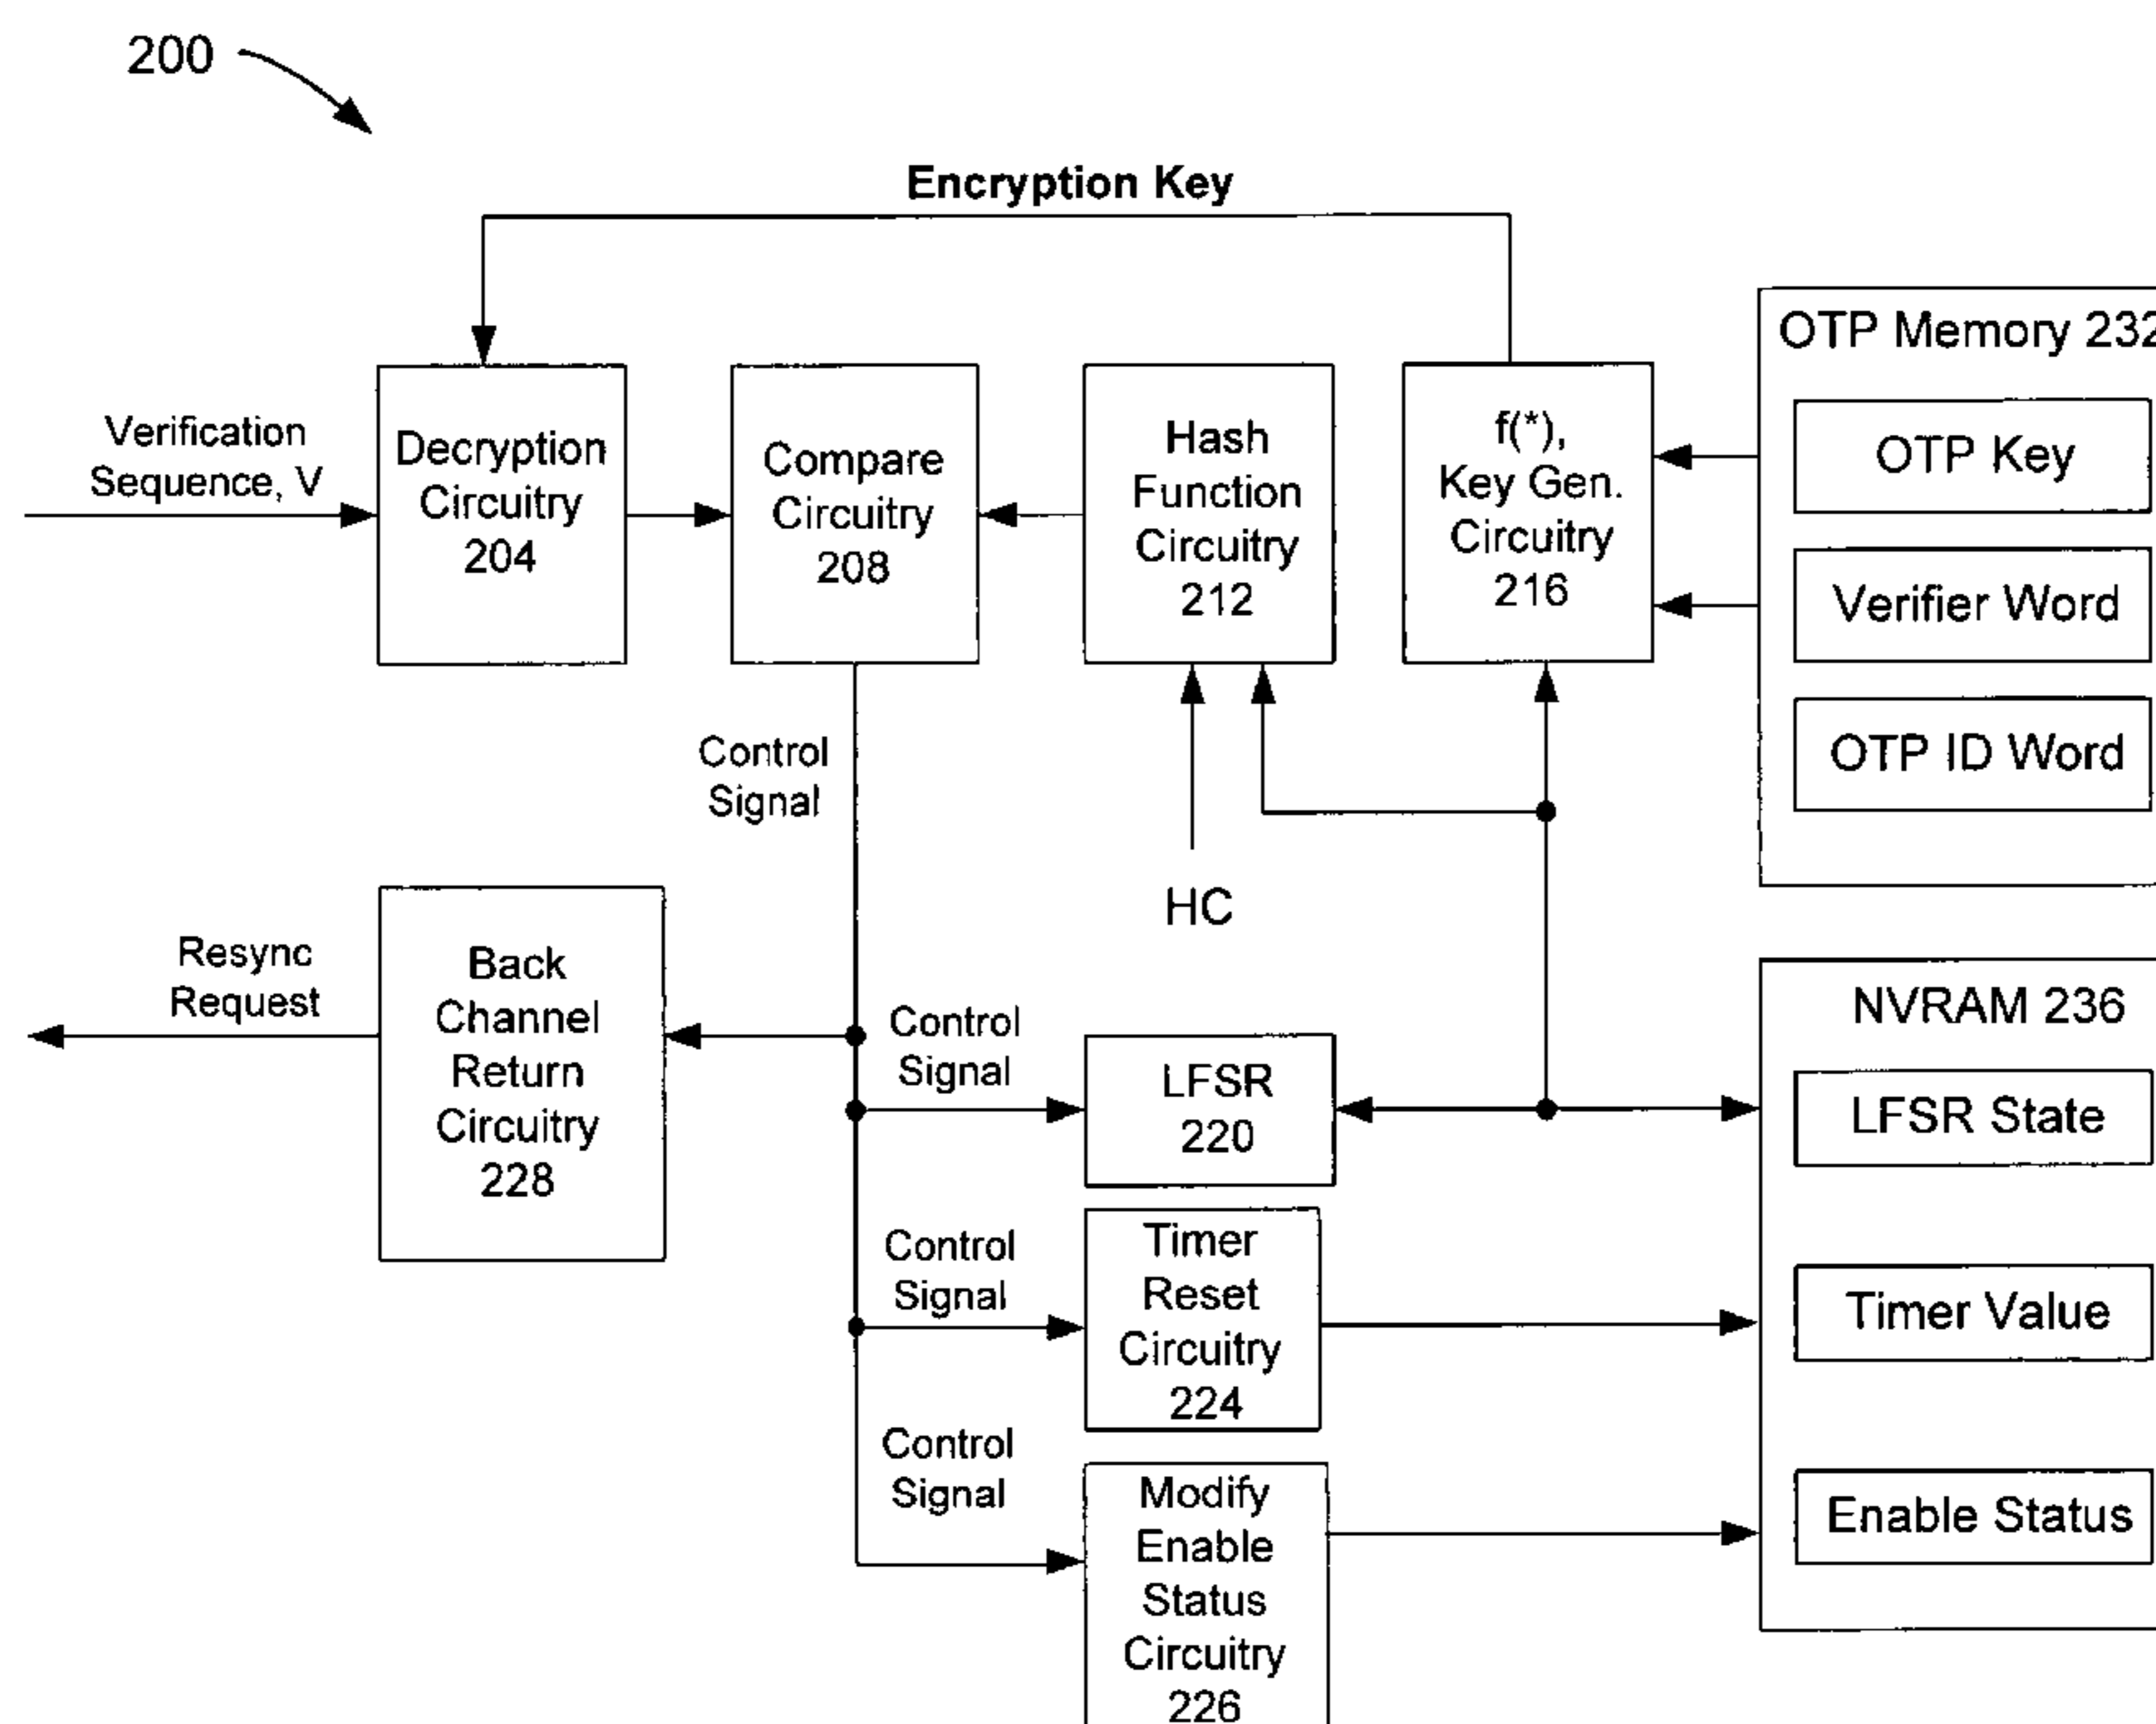 200
Encryption Key
Verification
Sequence, V
Decryption
Circuitry
204
Compare
Circuitry
208
Hash
Function
Circuitry
212
f(*),
Key Gen.
Circuitry
216
OTP Memory 232
OTP Key
Verifier Word
OTP ID Word
Control
Signal
HC
Resync
Request
Back
Channel
Return
Circuitry
228
Control
Signal
LFSR
220
NVRAM 236
LFSR State
Control
Signal
Timer
Reset
Circuitry
224
Timer Value
Control
Signal
Modify
Enable
Status
Circuitry
226
Enable Status